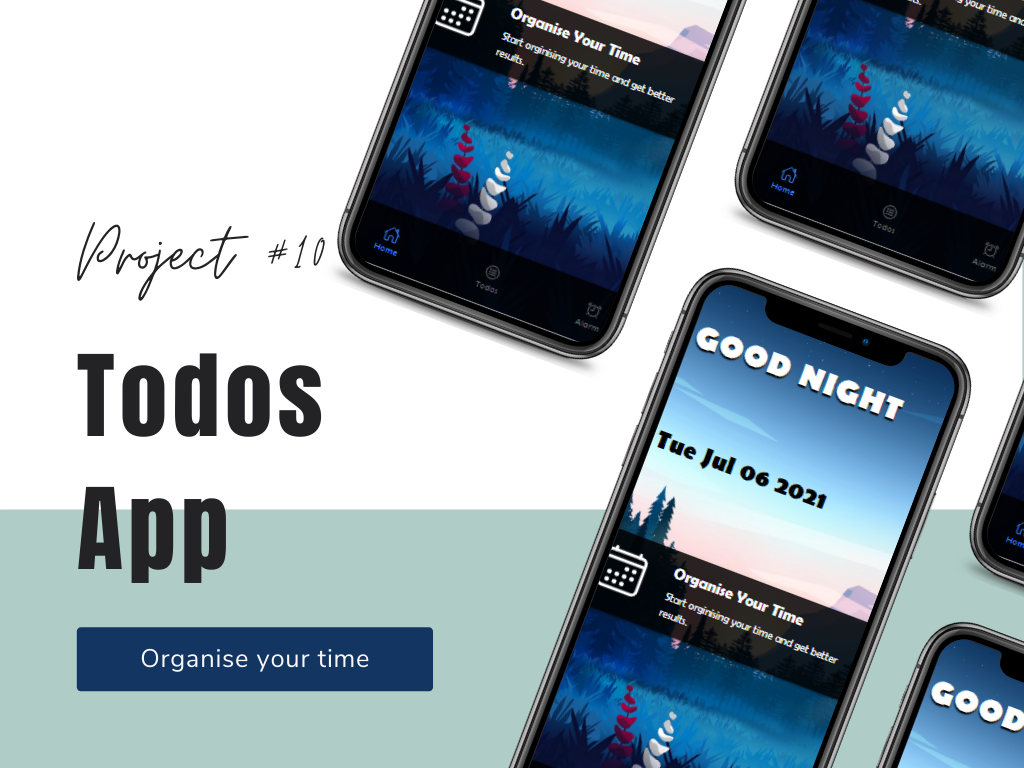 Project #10
Todos
App
Organise your time
Organise Your Time
Start orginising your time and get better
results.
Home
Todos
Alarm
Home
Todos
Alarm
GOOD NIGHT
Tue Jul 06 2021
Organise Your Time
Start orginising your time and get better
results.